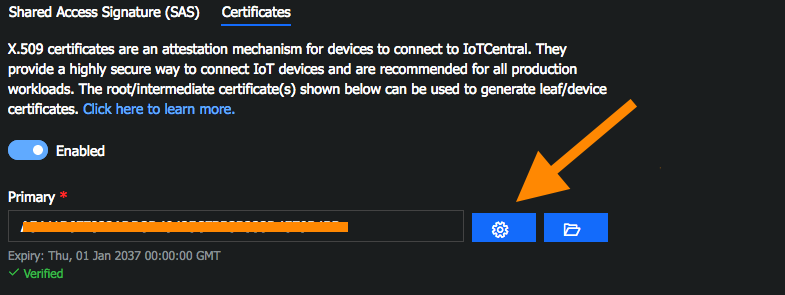 Shared Access Signature (SAS) Certificates
X.509 certificates are an attestation mechanism for devices to connect to IoTCentral. They
provide a highly secure way to connect IoT devices and are recommended for all production
workloads. The root/intermediate certificate(s) shown below can be used to generate leaf/device
certificates. Click here to learn more.
Enabled
Primary *
Expiry: Thu, 01 Jan 2037 00:00:00 GMT
Verified